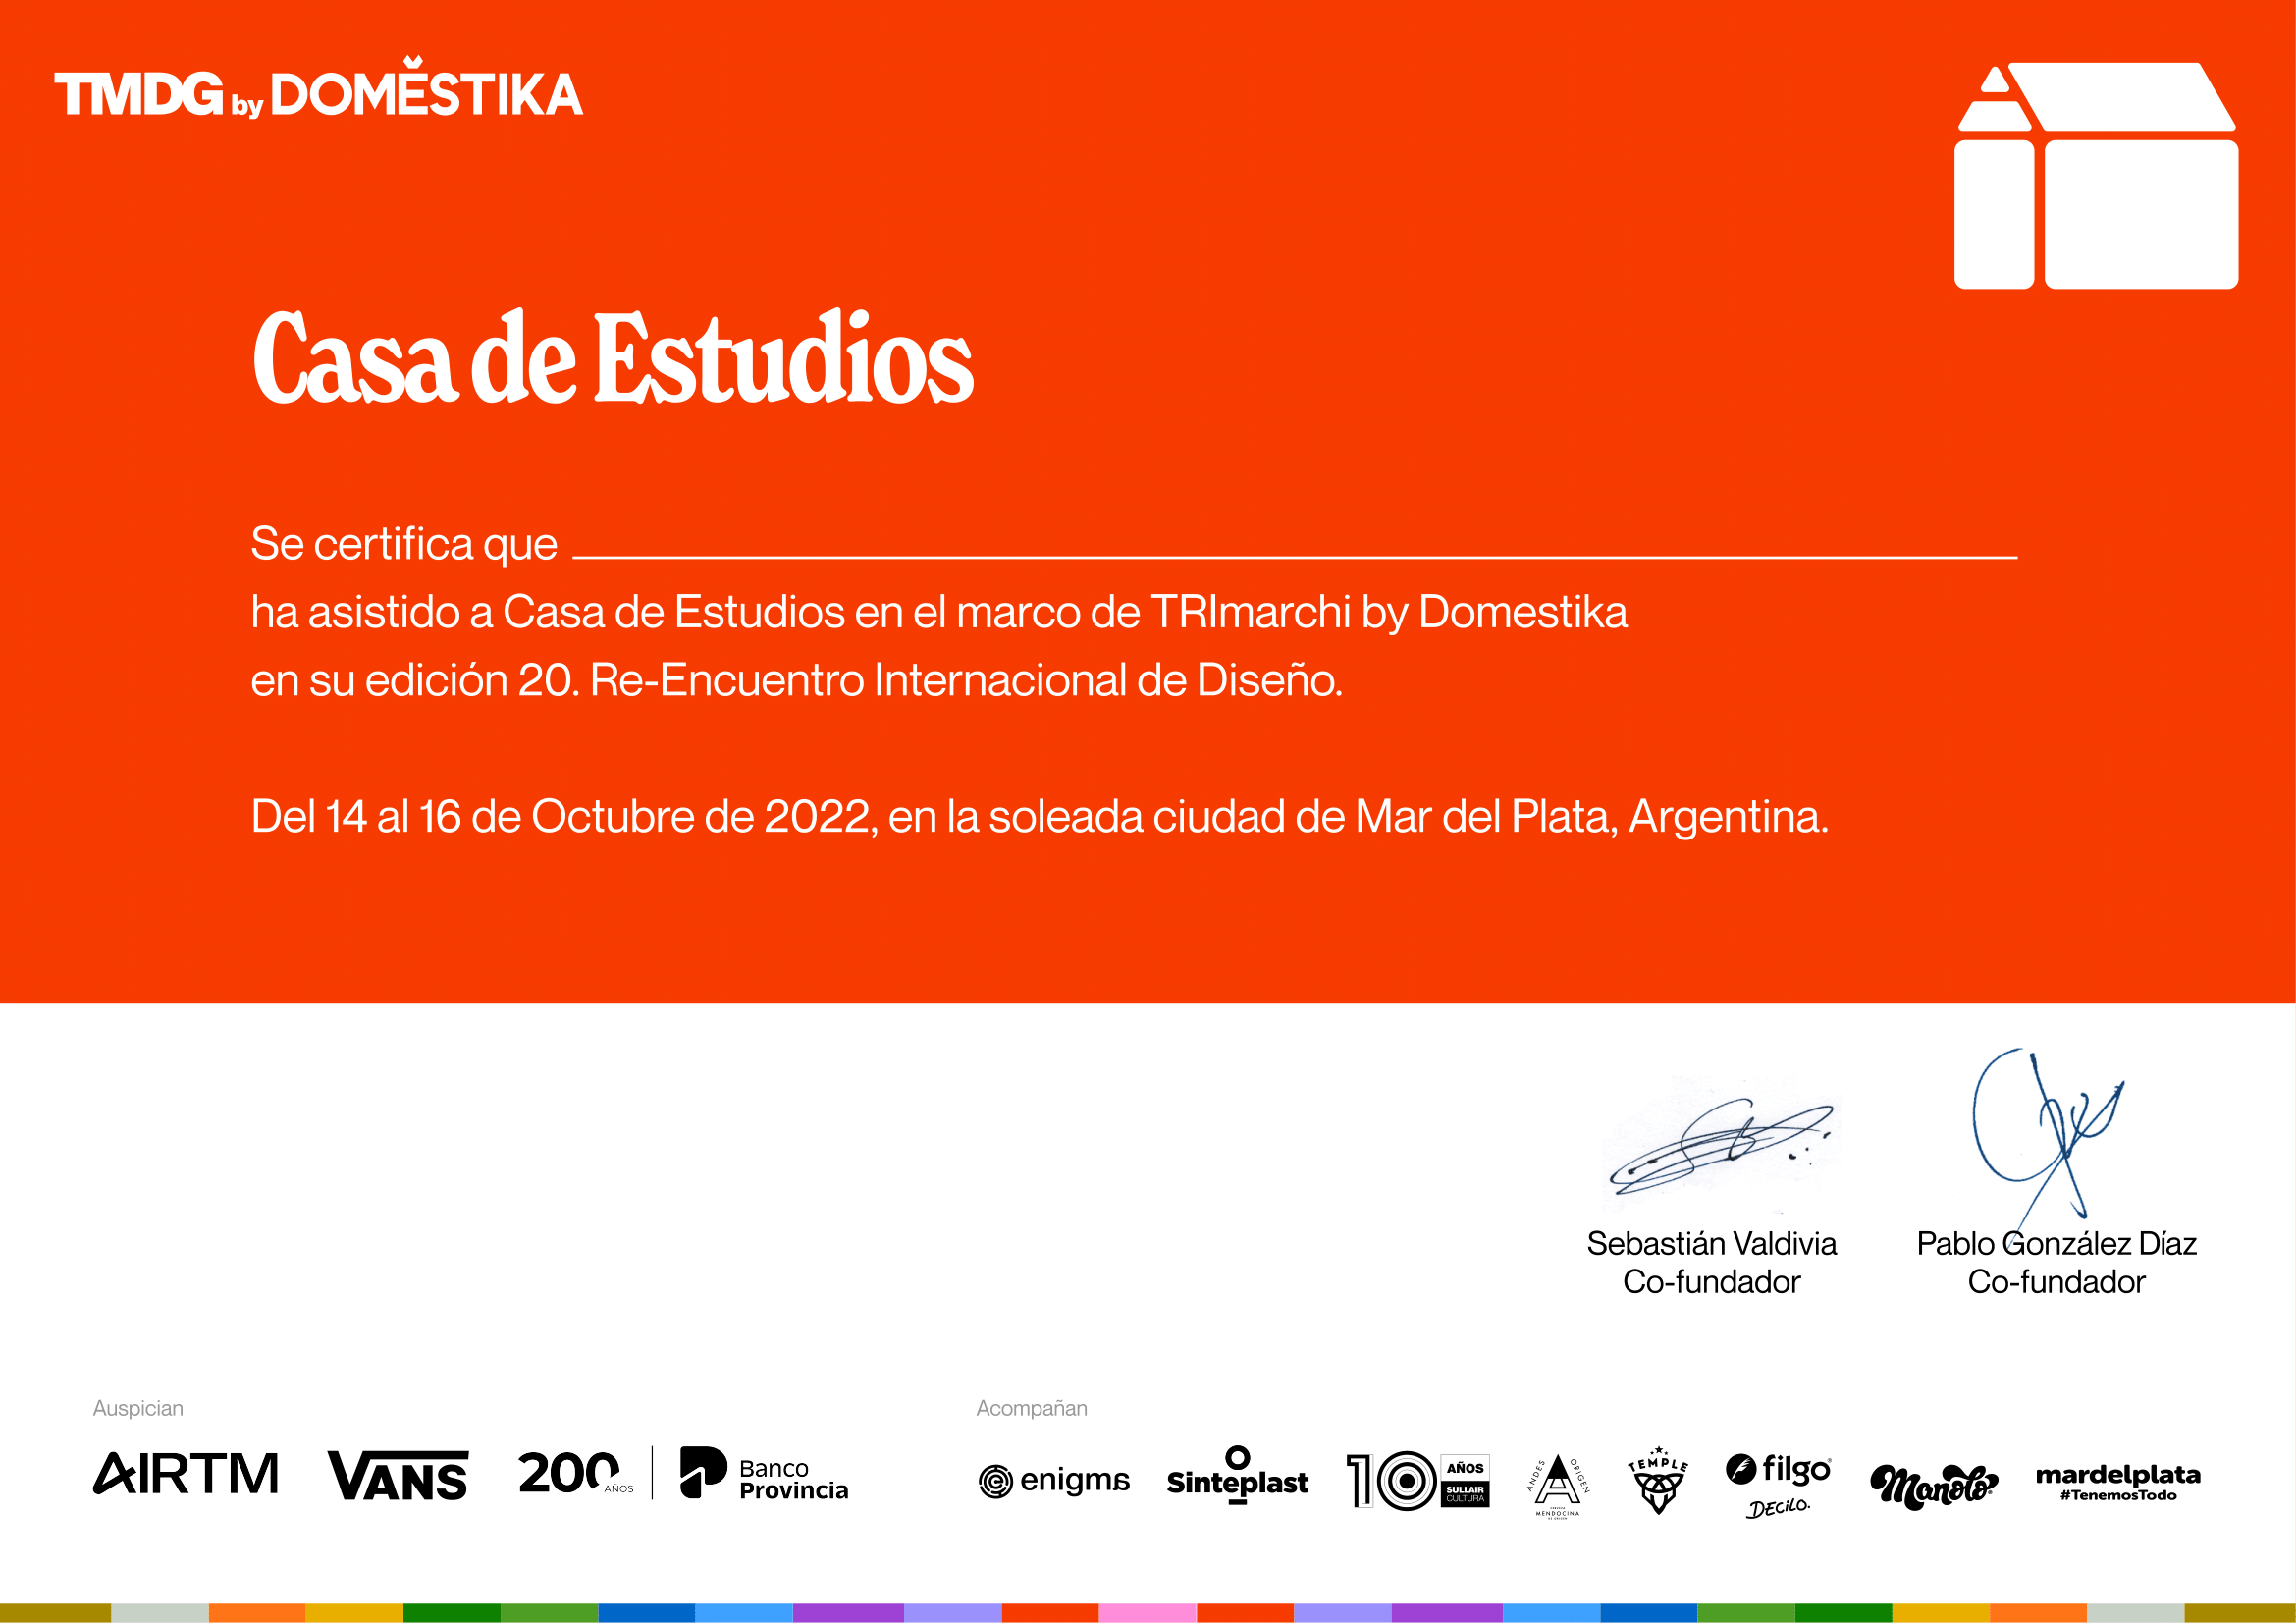 TMDG by DOMĚSTIKA
Casa de Estudios
Se certifica que
ha asistido a Casa de Estudios en el marco de TRImarchi by Domestika
en su edición 20. Re-Encuentro Internacional de Diseño.
Del 14 al 16 de Octubre de 2022, en la soleada ciudad de Mar del Plata, Argentina.
Sebastián Valdivia
Co-fundador
Pablo González Díaz
Co-fundador
Auspician
AIRTM
VANS
200 AÑOS
Banco
Provincia
Acompañan
enigma
Sinteplast
10 AÑOS
SULLAIR
CULTURA
ANDES ORIGEN
MENDOCINA
TEMPLE
filgo
DECILO.
Manolo
mardelplata
#TenemosTodo